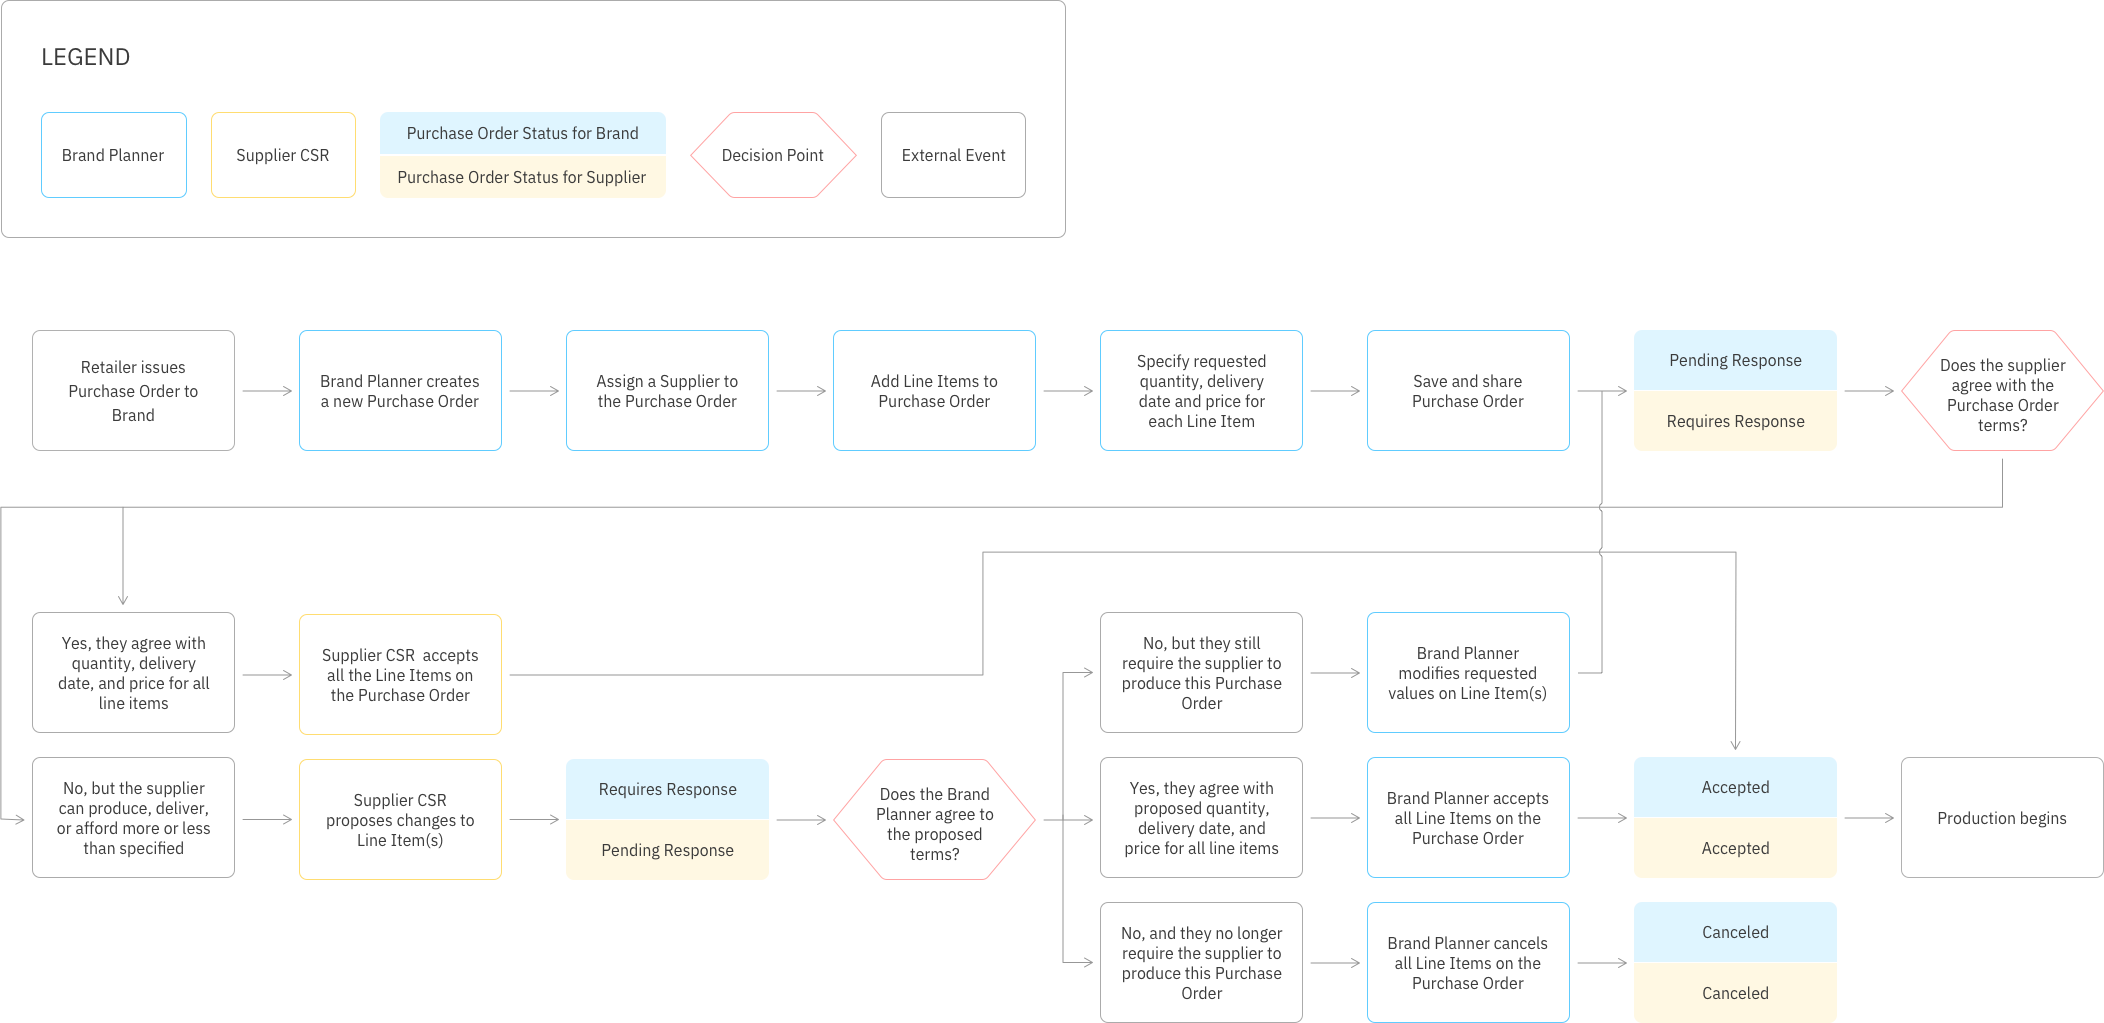 LEGEND
Brand Planner
Supplier CSR
Purchase Order Status for Brand
Purchase Order Status for Supplier
Decision Point
External Event
Retailer issues
Purchase Order to
Brand
Brand Planner creates
a new Purchase Order
Assign a Supplier to
the Purchase Order
Add Line Items to
Purchase Order
Specify requested
quantity, delivery
date and price for
each Line Item
Save and share
Purchase Order
Pending Response
Requires Response
Does the supplier
agree with the
Purchase Order
terms?
Yes, they agree with
quantity, delivery
date, and price for all
line items
Supplier CSR accepts
all the Line Items on
the Purchase Order
No, but they still
require the supplier to
produce this Purchase
Order
Brand Planner
modifies requested
values on Line Item(s)
No, but the supplier
can produce, deliver,
or afford more or less
than specified
Supplier CSR
proposes changes to
Line Item(s)
Requires Response
Pending Response
Does the Brand
Planner agree to
the proposed
terms?
Yes, they agree with
proposed quantity,
delivery date, and
price for all line items
Brand Planner accepts
all Line Items on the
Purchase Order
Accepted
Accepted
Production begins
No, and they no longer
require the supplier to
produce this Purchase
Order
Brand Planner cancels
all Line Items on the
Purchase Order
Canceled
Canceled